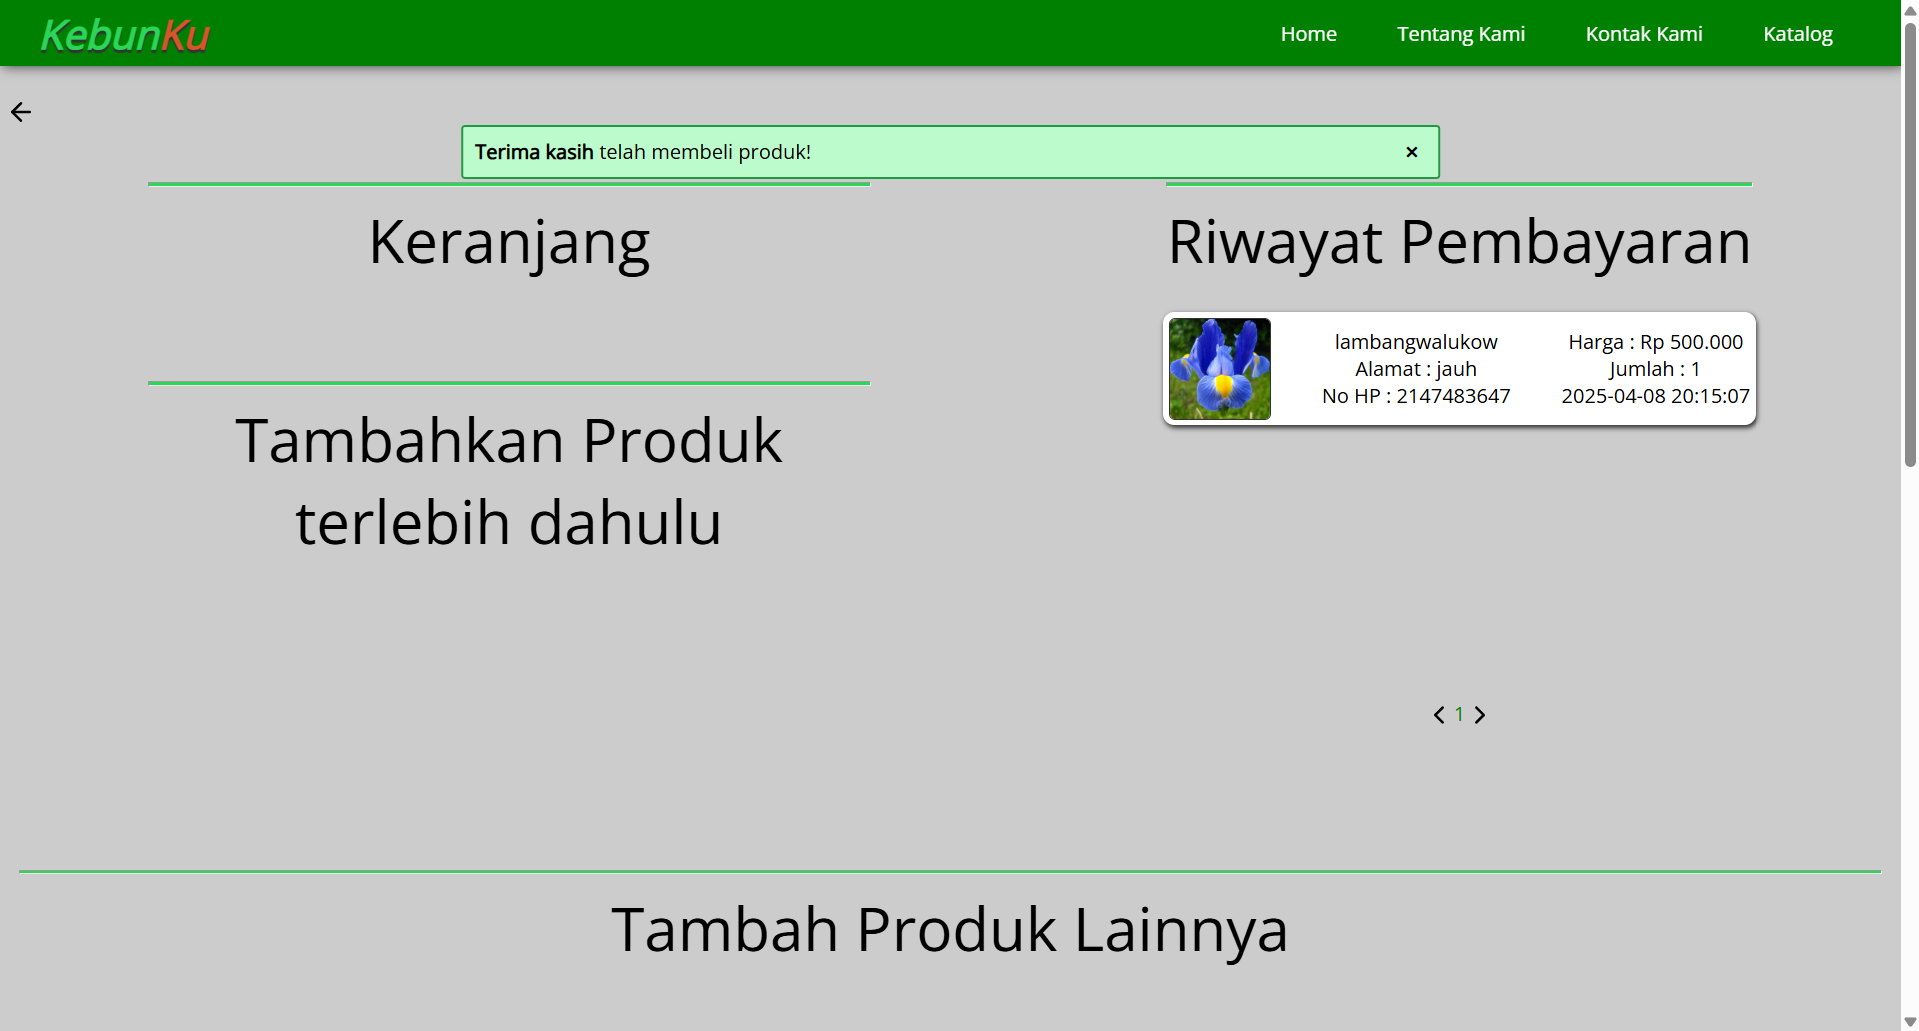 KebunKu
Home
Tentang Kami
Kontak Kami
Katalog
Terima kasih telah membeli produk!
Keranjang
Tambahkan Produk
terlebih dahulu
Riwayat Pembayaran
lambangwalukow
Alamat : jauh
No HP : 2147483647
Harga : Rp 500.000
Jumlah : 1
2025-04-08 20:15:07
1
Tambah Produk Lainnya